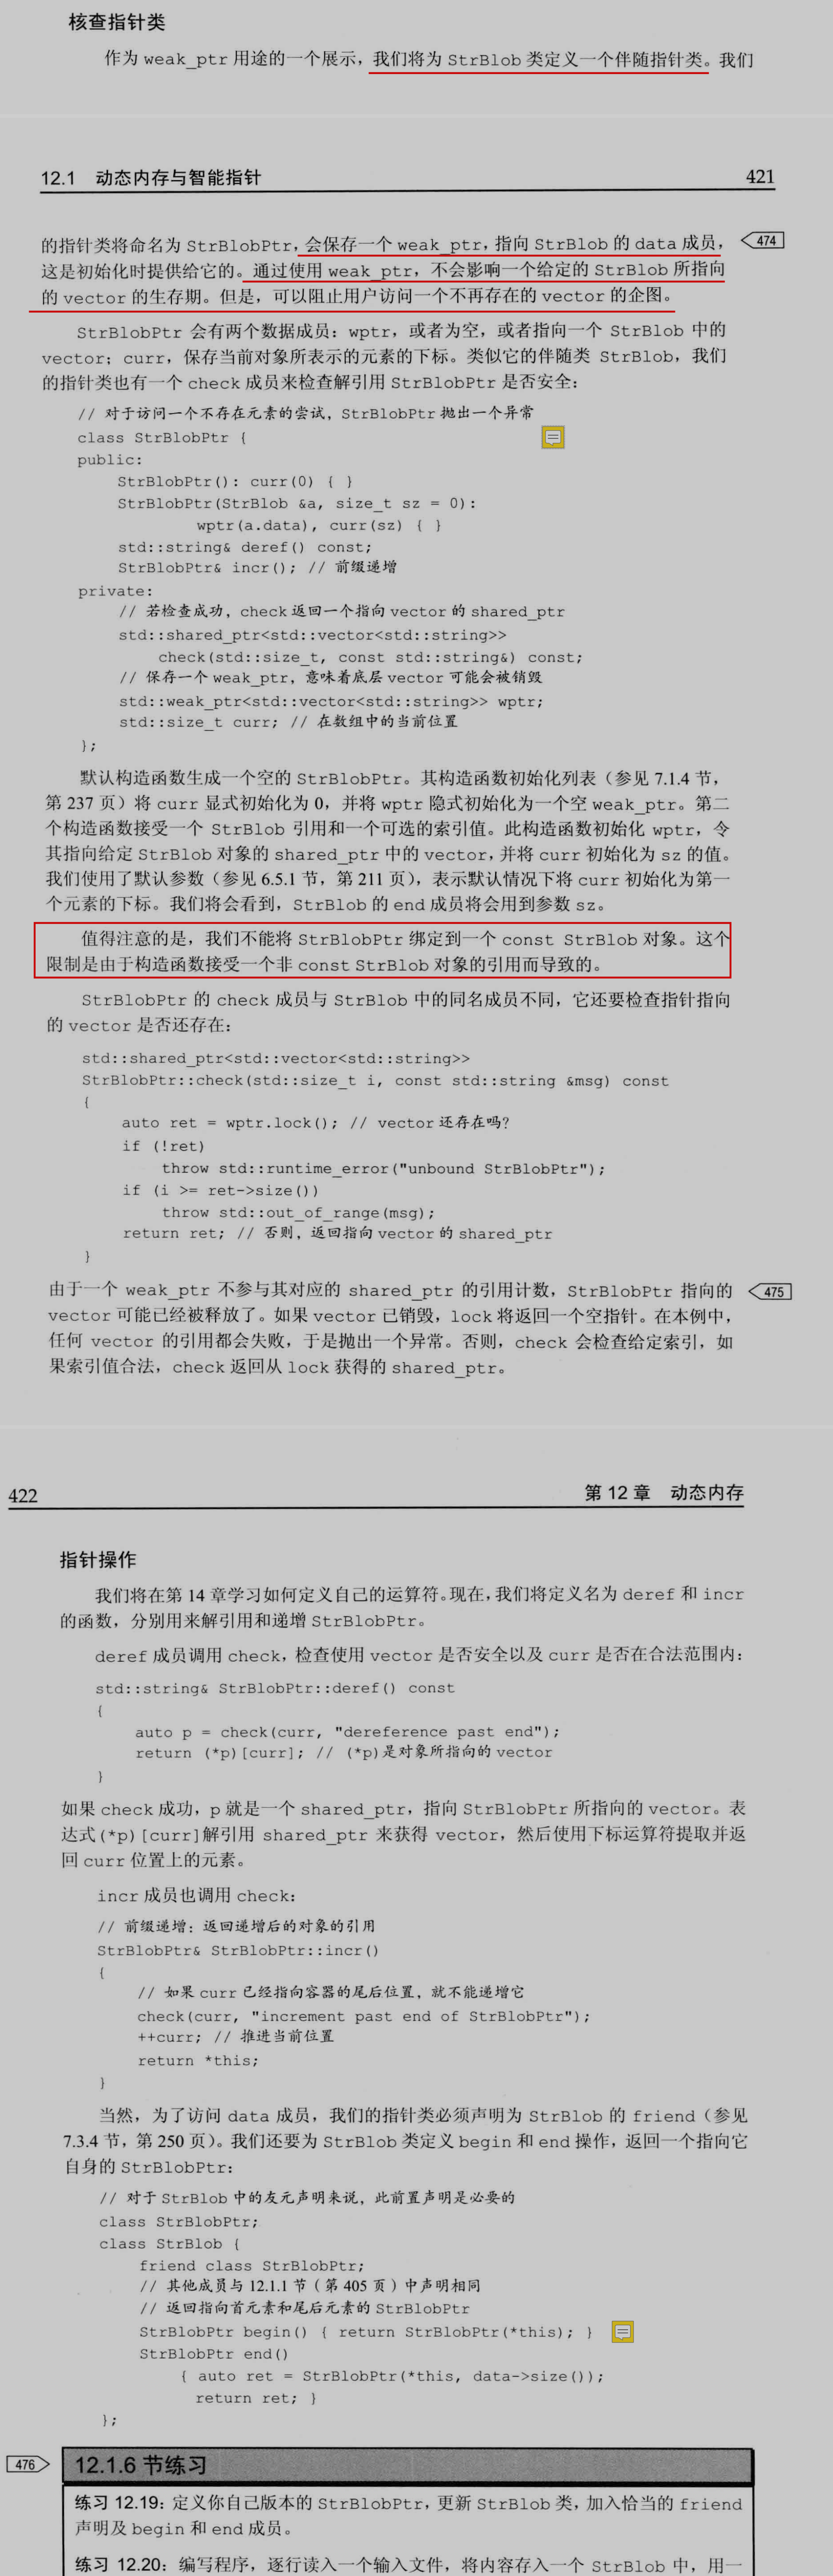 核查指针类
作为 weak_ptr 用途的一个展示，我们将为 StrBlob 类定义一个伴随指针类。我们
12.1 动态内存与智能指针 421
的指针类将命名为 StrBlobPtr，会保存一个 weak_ptr，指向 StrBlob 的 data 成员，
474
这是初始化时提供给它的。通过使用 weak_ptr，不会影响一个给定的 StrBlob 所指向
的 vector 的生存期。但是，可以阻止用户访问一个不再存在的 vector 的企图。
StrBlobPtr 会有两个数据成员：wptr，或者为空，或者指向一个 StrBlob 中的
vector；curr，保存当前对象所表示的元素的下标。类似它的伴随类 StrBlob，我们
的指针类也有一个 check 成员来检查解引用 StrBlobPtr 是否安全：
// 对于访问一个不存在元素的尝试，StrBlobPtr 抛出一个异常
class StrBlobPtr {
public:
StrBlobPtr(): curr(0) { }
StrBlobPtr(StrBlob &a, size_t sz = 0):
wptr(a.data), curr(sz) { }
std::string& deref() const;
StrBlobPtr& incr(); // 前缀递增
private:
// 若检查成功，check 返回一个指向 vector 的 shared_ptr
std::shared_ptr<std::vector<std::string>>
check(std::size_t, const std::string&) const;
// 保存一个 weak_ptr，意味着底层 vector 可能会被销毁
std::weak_ptr<std::vector<std::string>> wptr;
std::size_t curr; // 在数组中的当前位置
};
默认构造函数生成一个空的 StrBlobPtr。其构造函数初始化列表（参见 7.1.4 节，
第 237 页）将 curr 显式初始化为 0，并将 wptr 隐式初始化为一个空 weak_ptr。第二
个构造函数接受一个 StrBlob 引用和一个可选的索引值。此构造函数初始化 wptr，令
其指向给定 StrBlob 对象的 shared_ptr 中的 vector，并将 curr 初始化为 sz 的值。
我们使用了默认参数（参见 6.5.1 节，第 211 页），表示默认情况下将 curr 初始化为第一
个元素的下标。我们将会看到，StrBlob 的 end 成员将会用到参数 sz。
值得注意的是，我们不能将 StrBlobPtr 绑定到一个 const StrBlob 对象。这个
限制是由于构造函数接受一个非 const StrBlob 对象的引用而导致的。
StrBlobPtr 的 check 成员与 StrBlob 中的同名成员不同，它还要检查指针指向
的 vector 是否还存在：
std::shared_ptr<std::vector<std::string>>
StrBlobPtr::check(std::size_t i, const std::string &msg) const
{
auto ret = wptr.lock(); // vector 还存在吗？
if (!ret)
throw std::runtime_error("unbound StrBlobPtr");
if (i >= ret->size())
throw std::out_of_range(msg);
return ret; // 否则，返回指向 vector 的 shared_ptr
}
由于一个 weak_ptr 不参与其对应的 shared_ptr 的引用计数，StrBlobPtr 指向的
475
vector 可能已经被释放了。如果 vector 已销毁，lock 将返回一个空指针。在本例中，
任何 vector 的引用都会失败，于是抛出一个异常。否则，check 会检查给定索引，如
果索引值合法，check 返回从 lock 获得的 shared_ptr。
422 第 12 章 动态内存
指针操作
我们将在第 14 章学习如何定义自己的运算符。现在，我们将定义名为 deref 和 incr
的函数，分别用来解引用和递增 StrBlobPtr。
deref 成员调用 check，检查使用 vector 是否安全以及 curr 是否在合法范围内：
std::string& StrBlobPtr::deref() const
{
auto p = check(curr, "dereference past end");
return (*p)[curr]; // (*p)是对象所指向的 vector
}
如果 check 成功，p 就是一个 shared_ptr，指向 StrBlobPtr 所指向的 vector。表
达式(*p)[curr]解引用 shared_ptr 来获得 vector，然后使用下标运算符提取并返
回 curr 位置上的元素。
incr 成员也调用 check：
// 前缀递增：返回递增后的对象的引用
StrBlobPtr& StrBlobPtr::incr()
{
// 如果 curr 已经指向容器的尾后位置，就不能递增它
check(curr, "increment past end of StrBlobPtr");
++curr; // 推进当前位置
return *this;
}
当然，为了访问 data 成员，我们的指针类必须声明为 StrBlob 的 friend（参见
7.3.4 节，第 250 页）。我们还要为 StrBlob 类定义 begin 和 end 操作，返回一个指向它
自身的 StrBlobPtr：
// 对于 StrBlob 中的友元声明来说，此前置声明是必要的
class StrBlobPtr;
class StrBlob {
friend class StrBlobPtr;
// 其他成员与 12.1.1 节（第 405 页）中声明相同
// 返回指向首元素和尾后元素的 StrBlobPtr
StrBlobPtr begin() { return StrBlobPtr(*this); }
StrBlobPtr end()
{ auto ret = StrBlobPtr(*this, data->size());
return ret; }
};
476
12.1.6 节练习
练习 12.19：定义你自己版本的 StrBlobPtr，更新 StrBlob 类，加入恰当的 friend
声明及 begin 和 end 成员。
练习 12.20：编写程序，逐行读入一个输入文件，将内容存入一个 StrBlob 中，用一